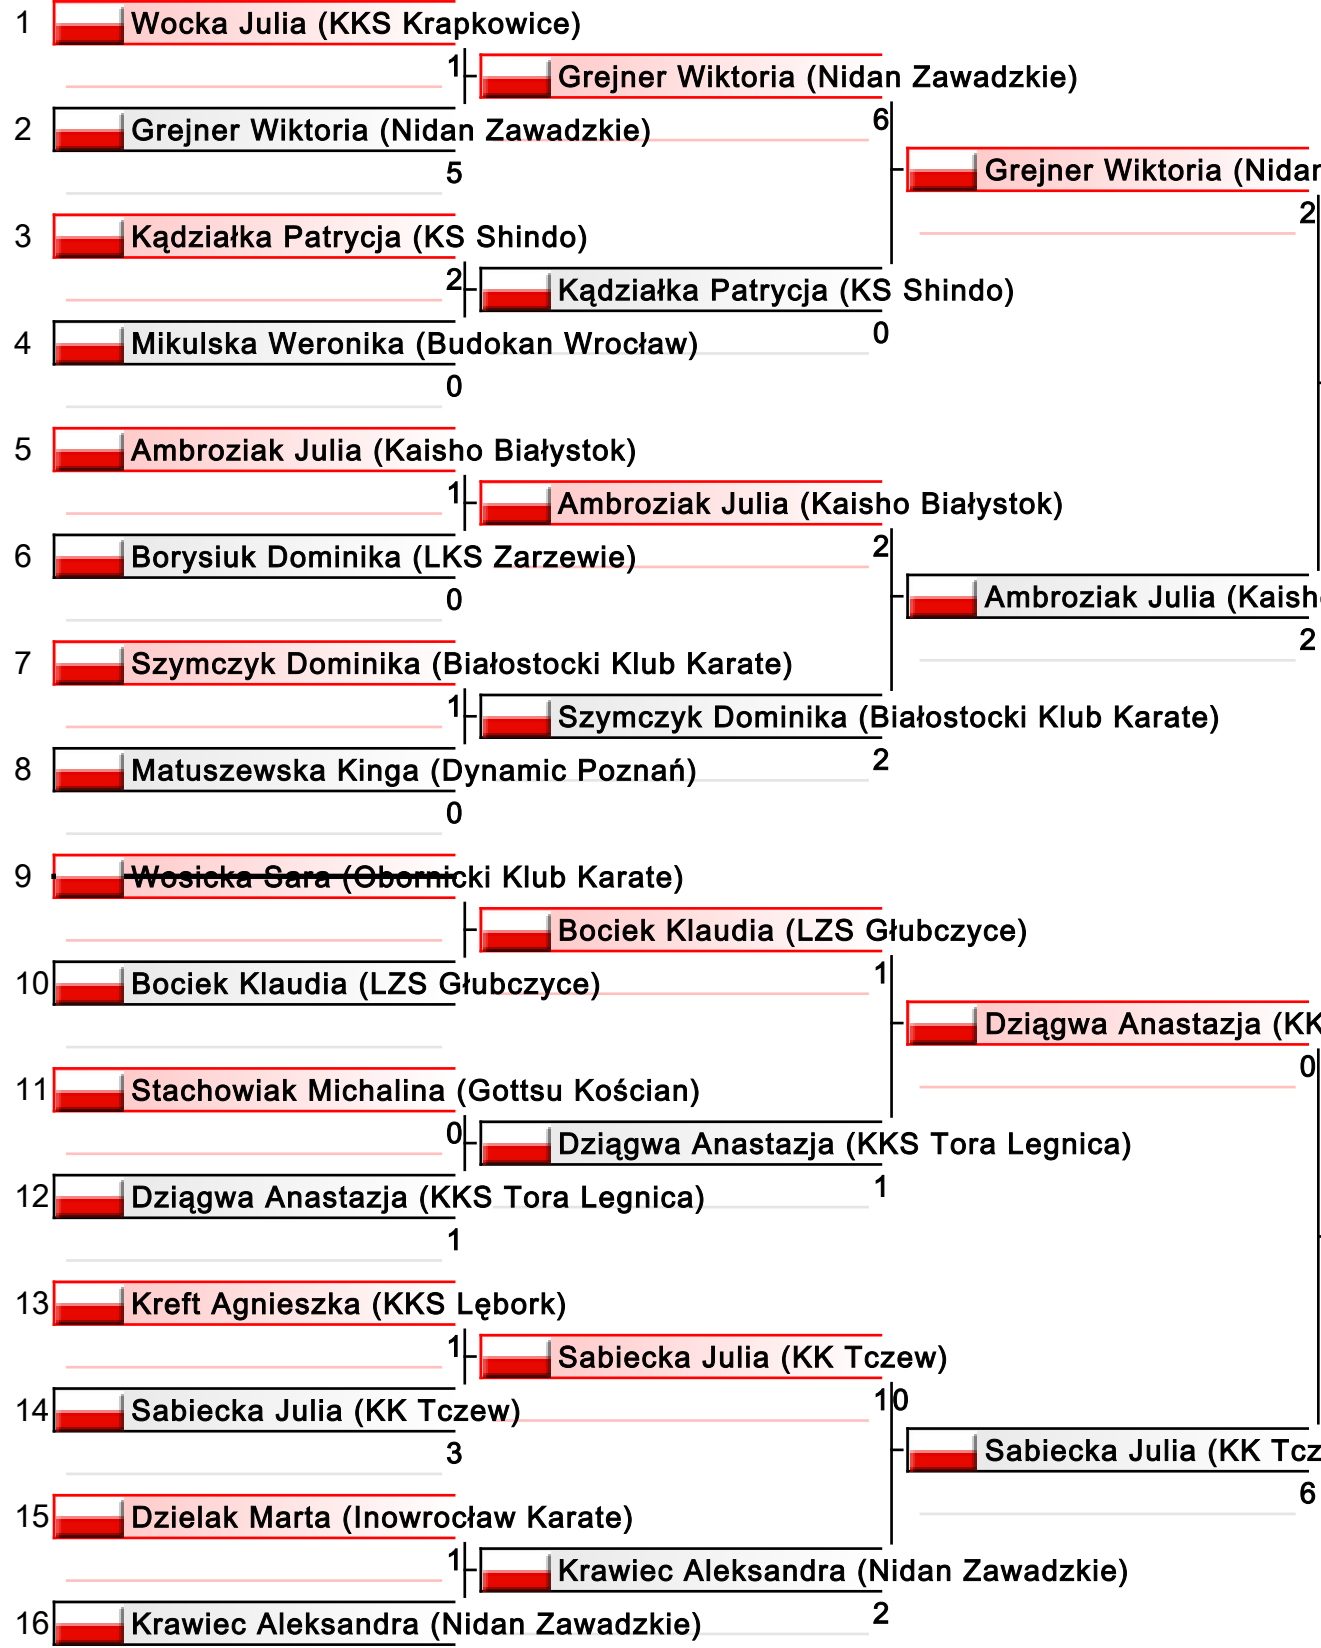 1 Wocka Julia (KKS Krapkowice)
1 Grejner Wiktoria (Nidan Zawadzkie)
2 Grejner Wiktoria (Nidan Zawadzkie) 6
5 Grejner Wiktoria (Nidan
3 Kądziałka Patrycja (KS Shindo) 2
2 Kądziałka Patrycja (KS Shindo)
4 Mikulska Weronika (Budokan Wrocław) 0
0
5 Ambroziak Julia (Kaisho Białystok)
1 Ambroziak Julia (Kaisho Białystok)
6 Borysiuk Dominika (LKS Zarzewie) 2
0 Ambroziak Julia (Kaisho
7 Szymczyk Dominika (Białostocki Klub Karate) 2
1 Szymczyk Dominika (Białostocki Klub Karate)
8 Matuszewska Kinga (Dynamic Poznań) 2
0
9 Wosicka Sara (Obornicki Klub Karate)
Bociek Klaudia (LZS Głubczyce)
10 Bociek Klaudia (LZS Głubczyce) 1
Dziągwa Anastazja (KK
11 Stachowiak Michalina (Gottsu Kościan) 0
0 Dziągwa Anastazja (KKS Tora Legnica)
12 Dziągwa Anastazja (KKS Tora Legnica) 1
1
13 Kreft Agnieszka (KKS Lębork)
1 Sabiecka Julia (KK Tczew)
14 Sabiecka Julia (KK Tczew) 10
3 Sabiecka Julia (KK Tcz
15 Dzielak Marta (Inowrocław Karate) 6
1 Krawiec Aleksandra (Nidan Zawadzkie)
16 Krawiec Aleksandra (Nidan Zawadzkie) 2